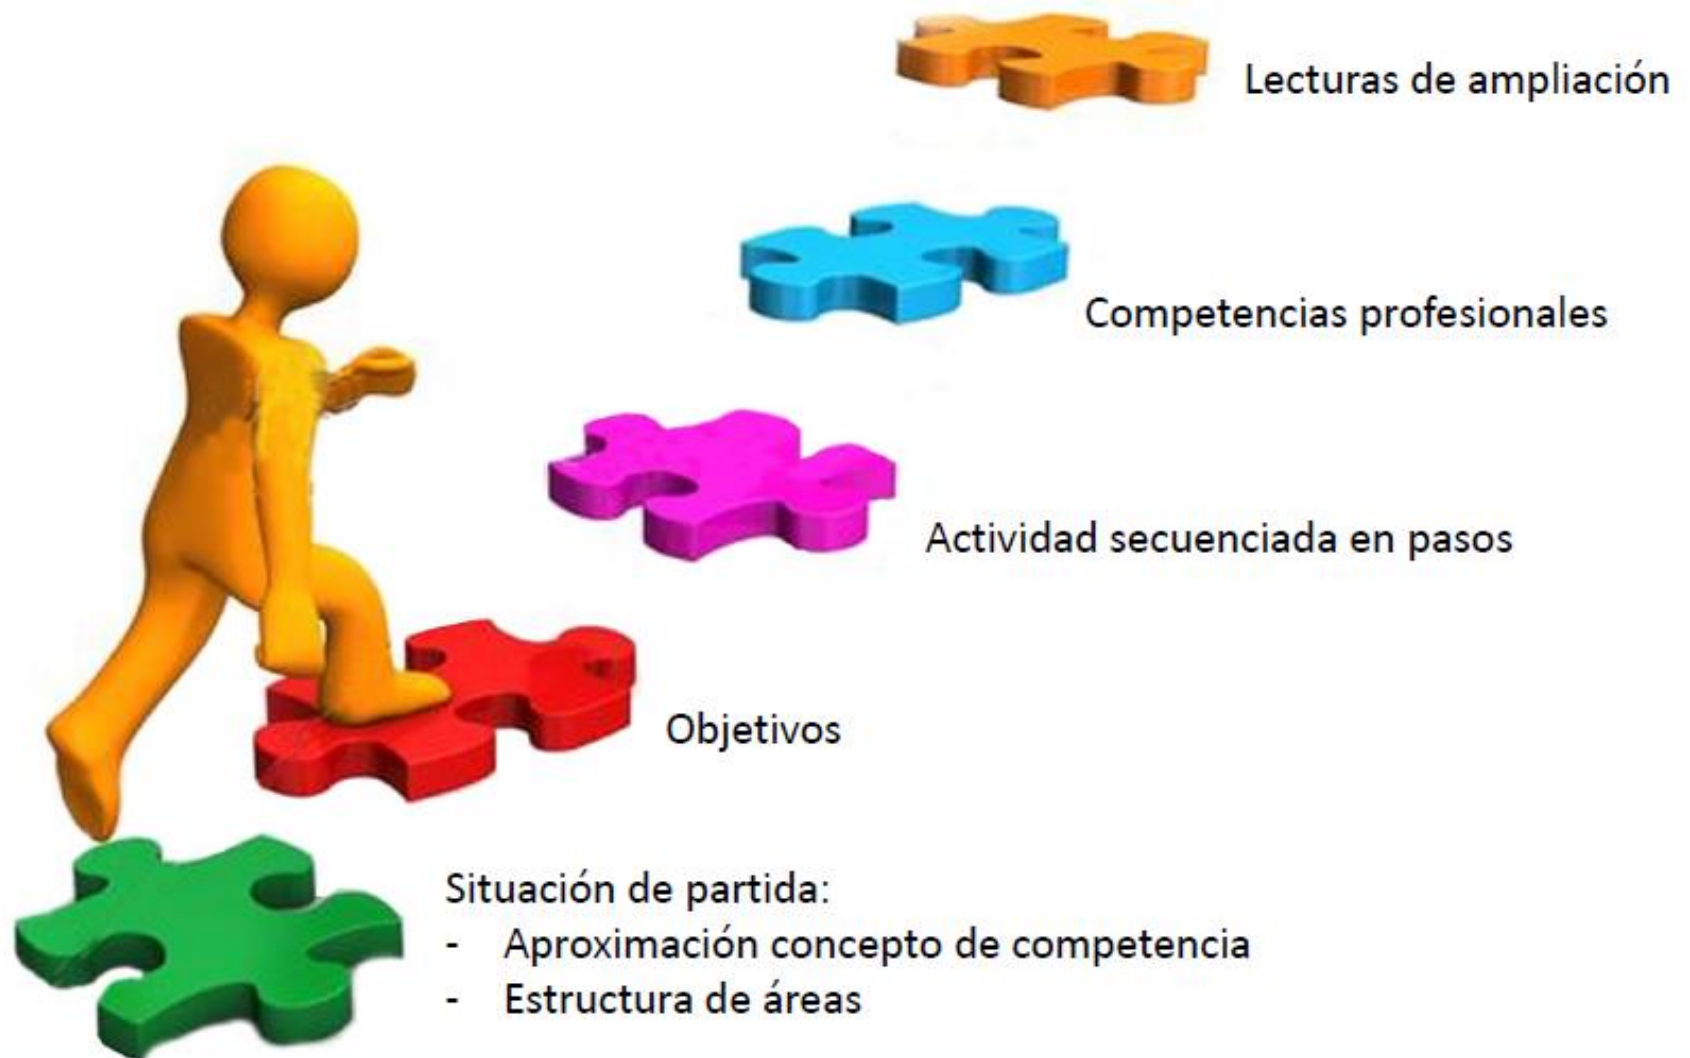 Lecturas de ampliación
Competencias profesionales
Actividad secuenciada en pasos
Objetivos
Situación de partida:
- Aproximación concepto de competencia
- Estructura de áreas